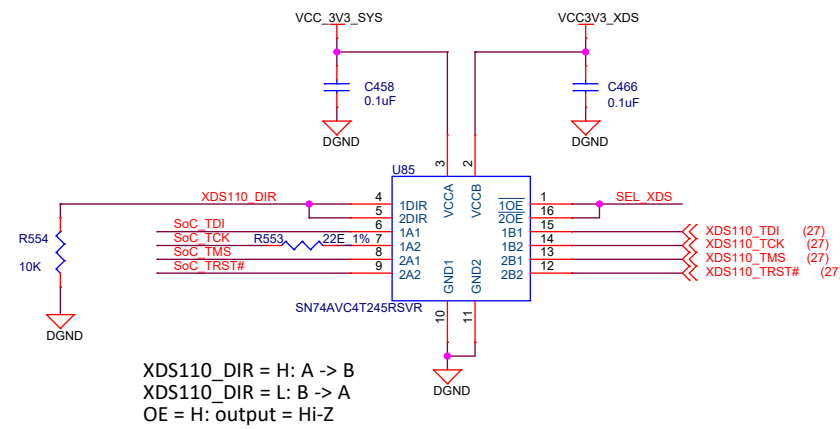 VCC_3V3_SYS
VCC3V3_XDS
C458
0.1uF
C466
0.1uF
DGND
DGND
U85
3
2
VCCA
VCCB
XDS110_DIR
4
1DIR
1OE
1
SEL_XDS
5
2DIR
2OE
16
SoC_TDI
6
1A1
1B1
15
XDS110_TDI (27)
SoC_TCK
R553
22E_1%
7
1A2
1B2
14
XDS110_TCK (27)
SoC_TMS
8
2A1
2B1
13
XDS110_TMS (27)
SoC_TRST#
9
2A2
2B2
12
XDS110_TRST# (27
R554
10K
GND1
GND2
SN74AVC4T245RSVR
10
11
DGND
DGND
XDS110_DIR = H: A -> B
XDS110_DIR = L: B -> A
OE = H: output = Hi-Z